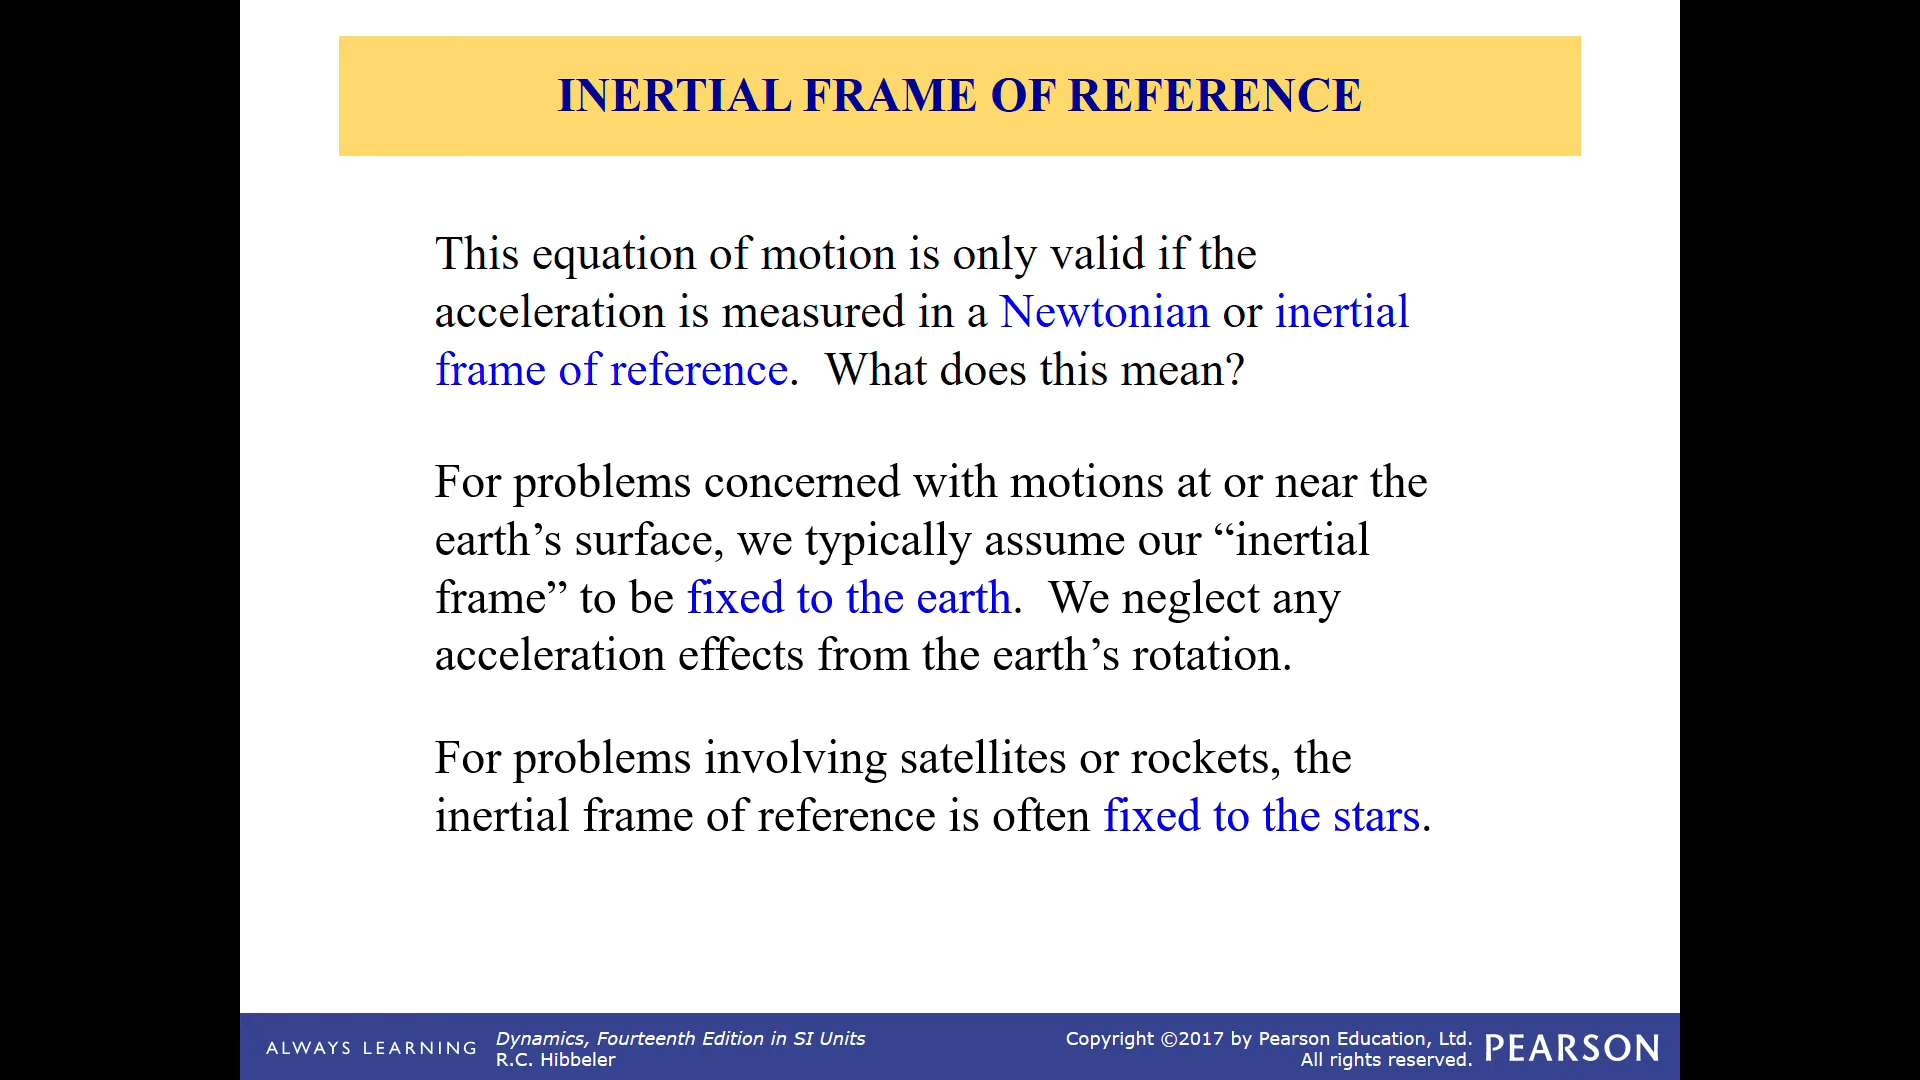 INERTIAL FRAME OF REFERENCE
This equation of motion is only valid if the
acceleration is measured in a Newtonian or inertial
frame of reference.  What does this mean?
For problems concerned with motions at or near the
earth’s surface, we typically assume our “inertial
frame” to be fixed to the earth.  We neglect any
acceleration effects from the earth’s rotation.
For problems involving satellites or rockets, the
inertial frame of reference is often fixed to the stars.
ALWAYS LEARNING
Dynamics, Fourteenth Edition in SI Units
R.C. Hibbeler
Copyright ©2017 by Pearson Education, Ltd.
All rights reserved.
PEARSON